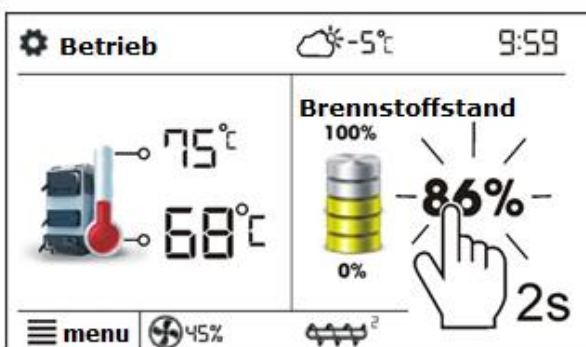 Betrieb -5°C 9:59
Brennstoffstand
100%
75°C
86%
68°C
0%
2s
menu 45% 2